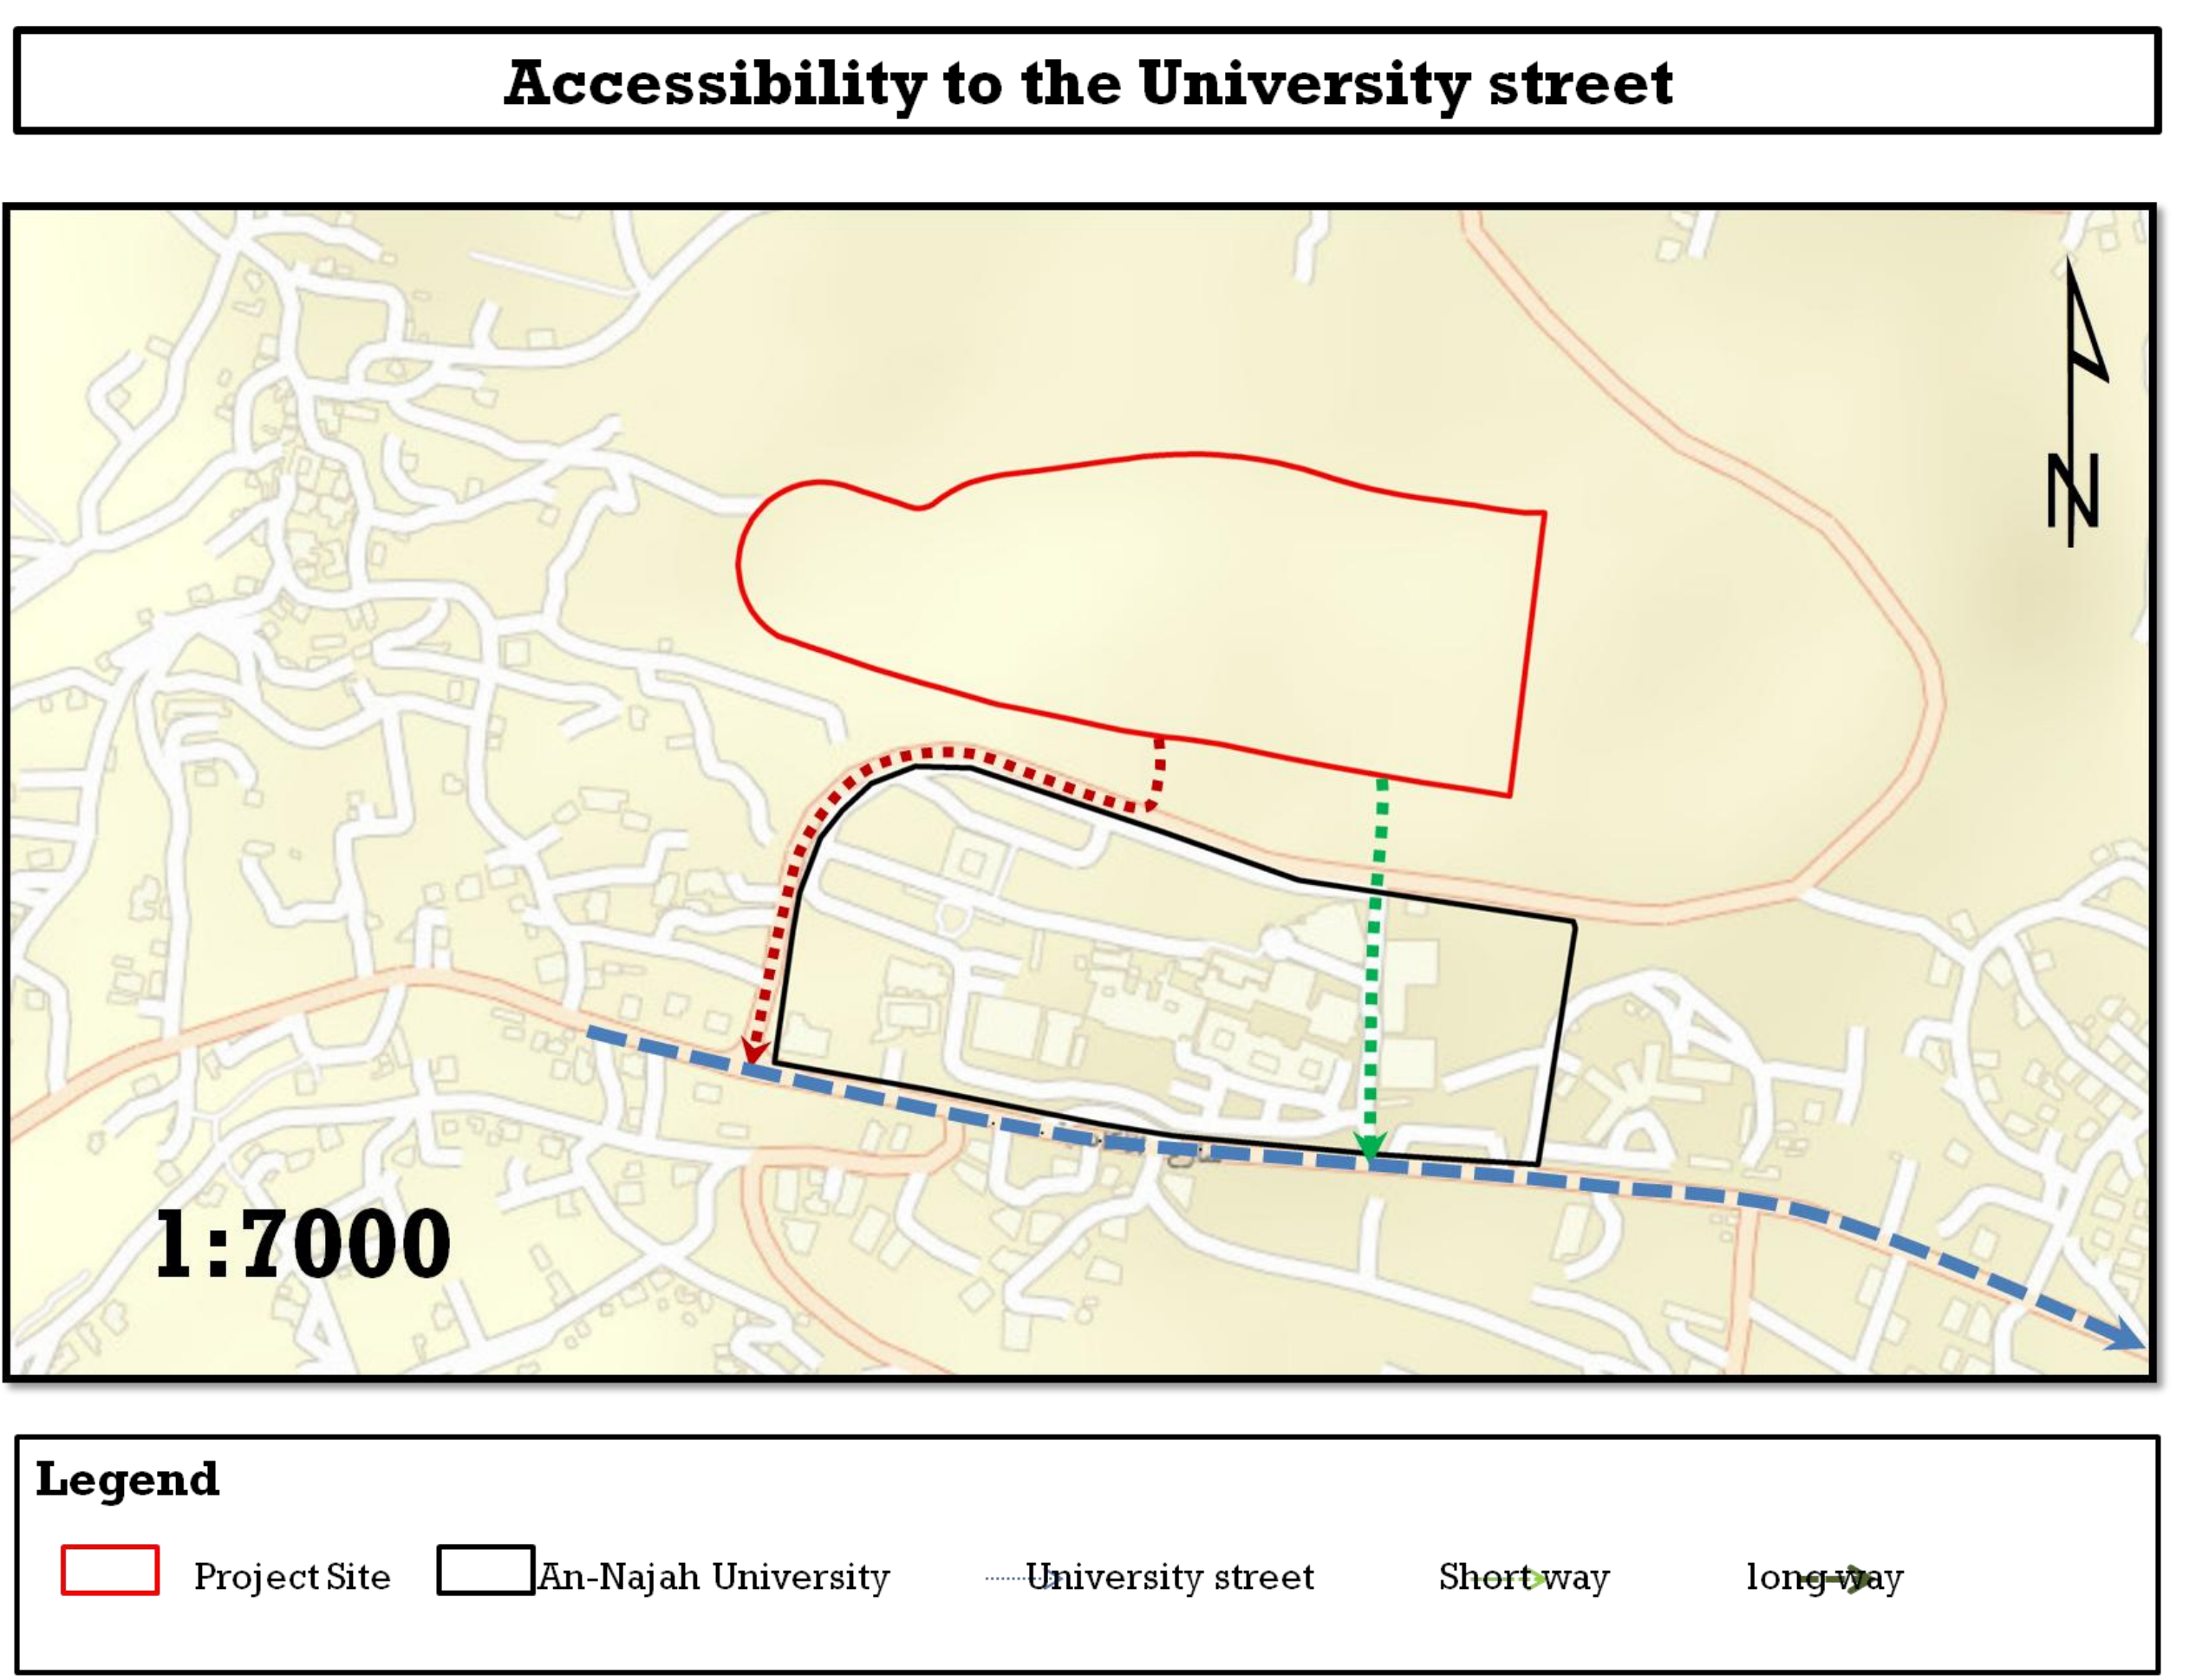 Accessibility to the University street
N
1:7000
Legend
Project Site
An-Najah University
University street
Short way
long way